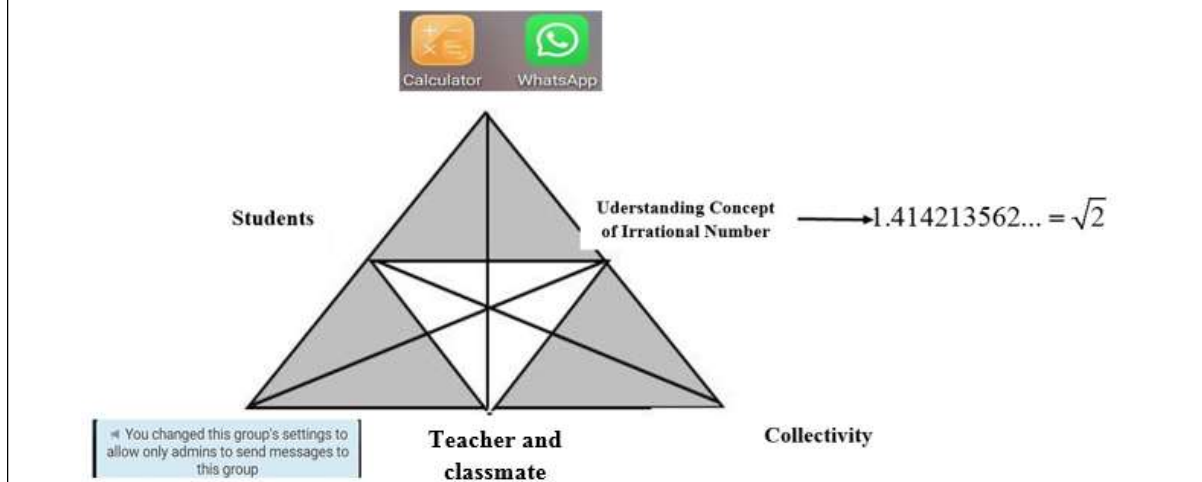 Calculator WhatsApp
Students
Uderstanding Concept
of Irrational Number
1.414213562... = √2
You changed this group's settings to
allow only admins to send messages to
this group
Teacher and
classmate
Collectivity